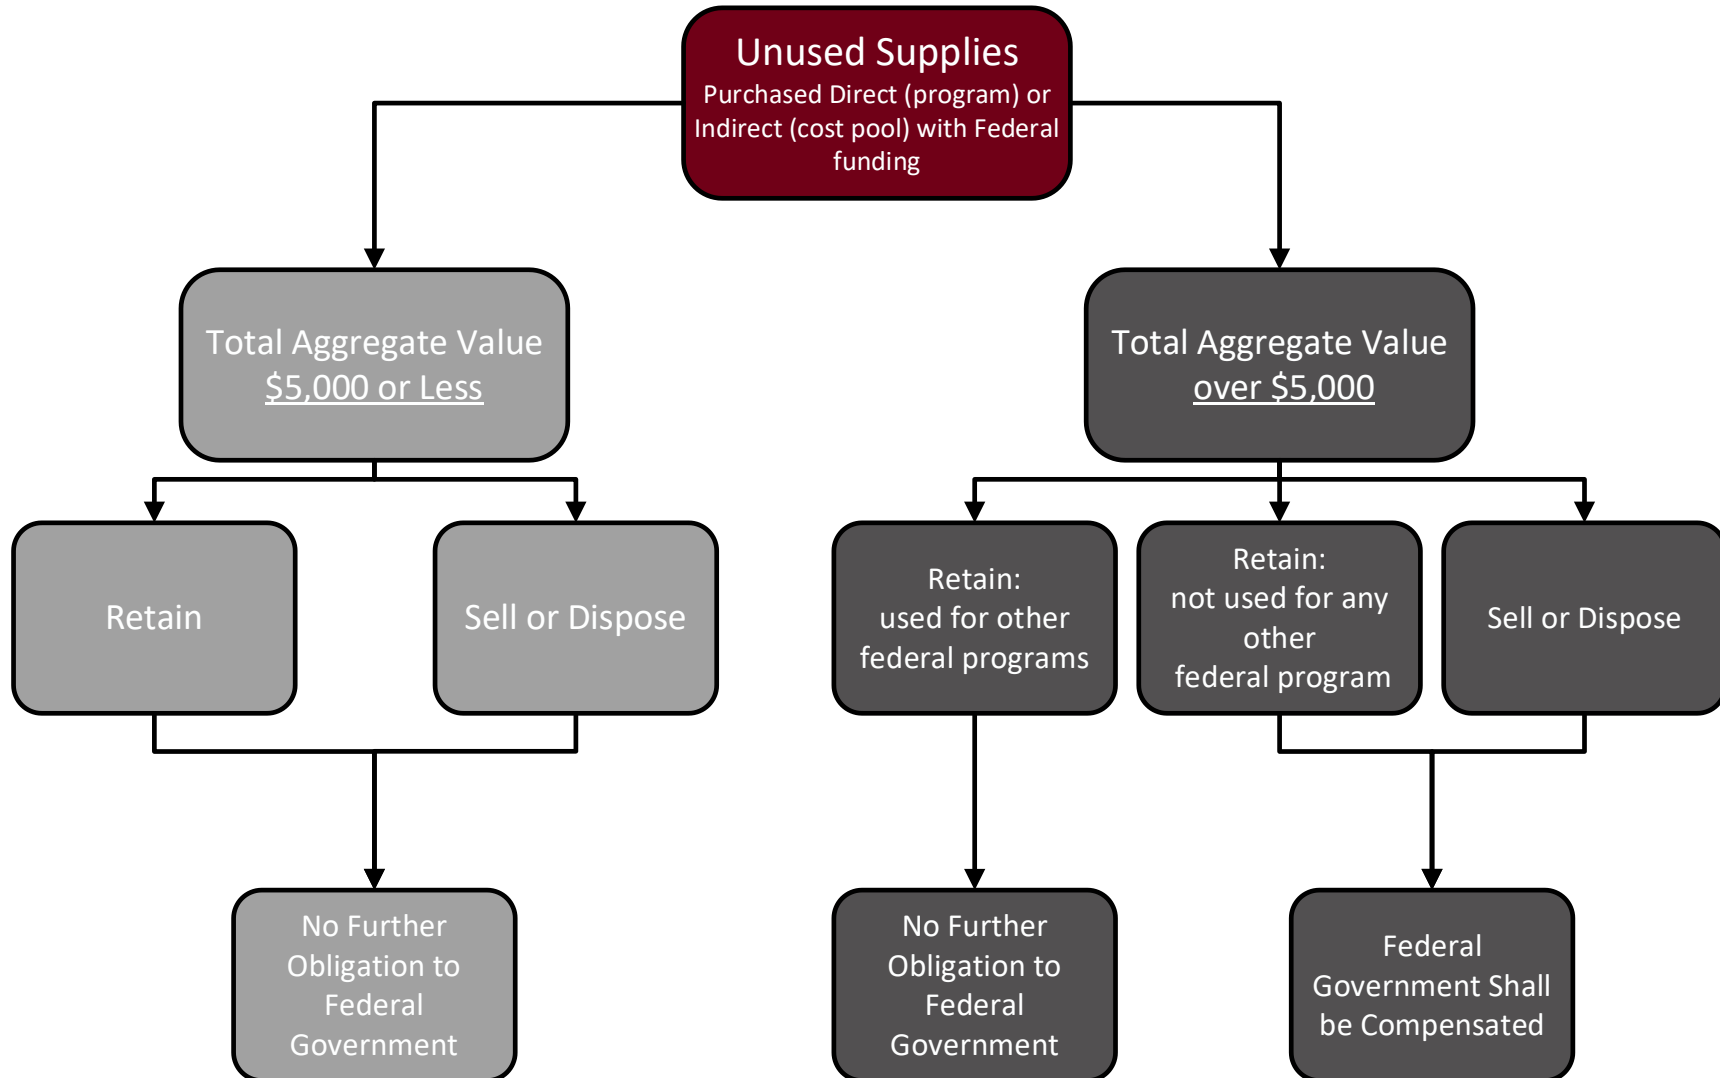 Unused Supplies
Purchased Direct (program) or
Indirect (cost pool) with Federal
funding
Total Aggregate Value
$5,000 or Less
Total Aggregate Value
over $5,000
Retain
Sell or Dispose
Retain:
used for other
federal programs
Retain:
not used for any
other
federal program
Sell or Dispose
No Further
Obligation to
Federal
Government
No Further
Obligation to
Federal
Government
Federal
Government Shall
be Compensated